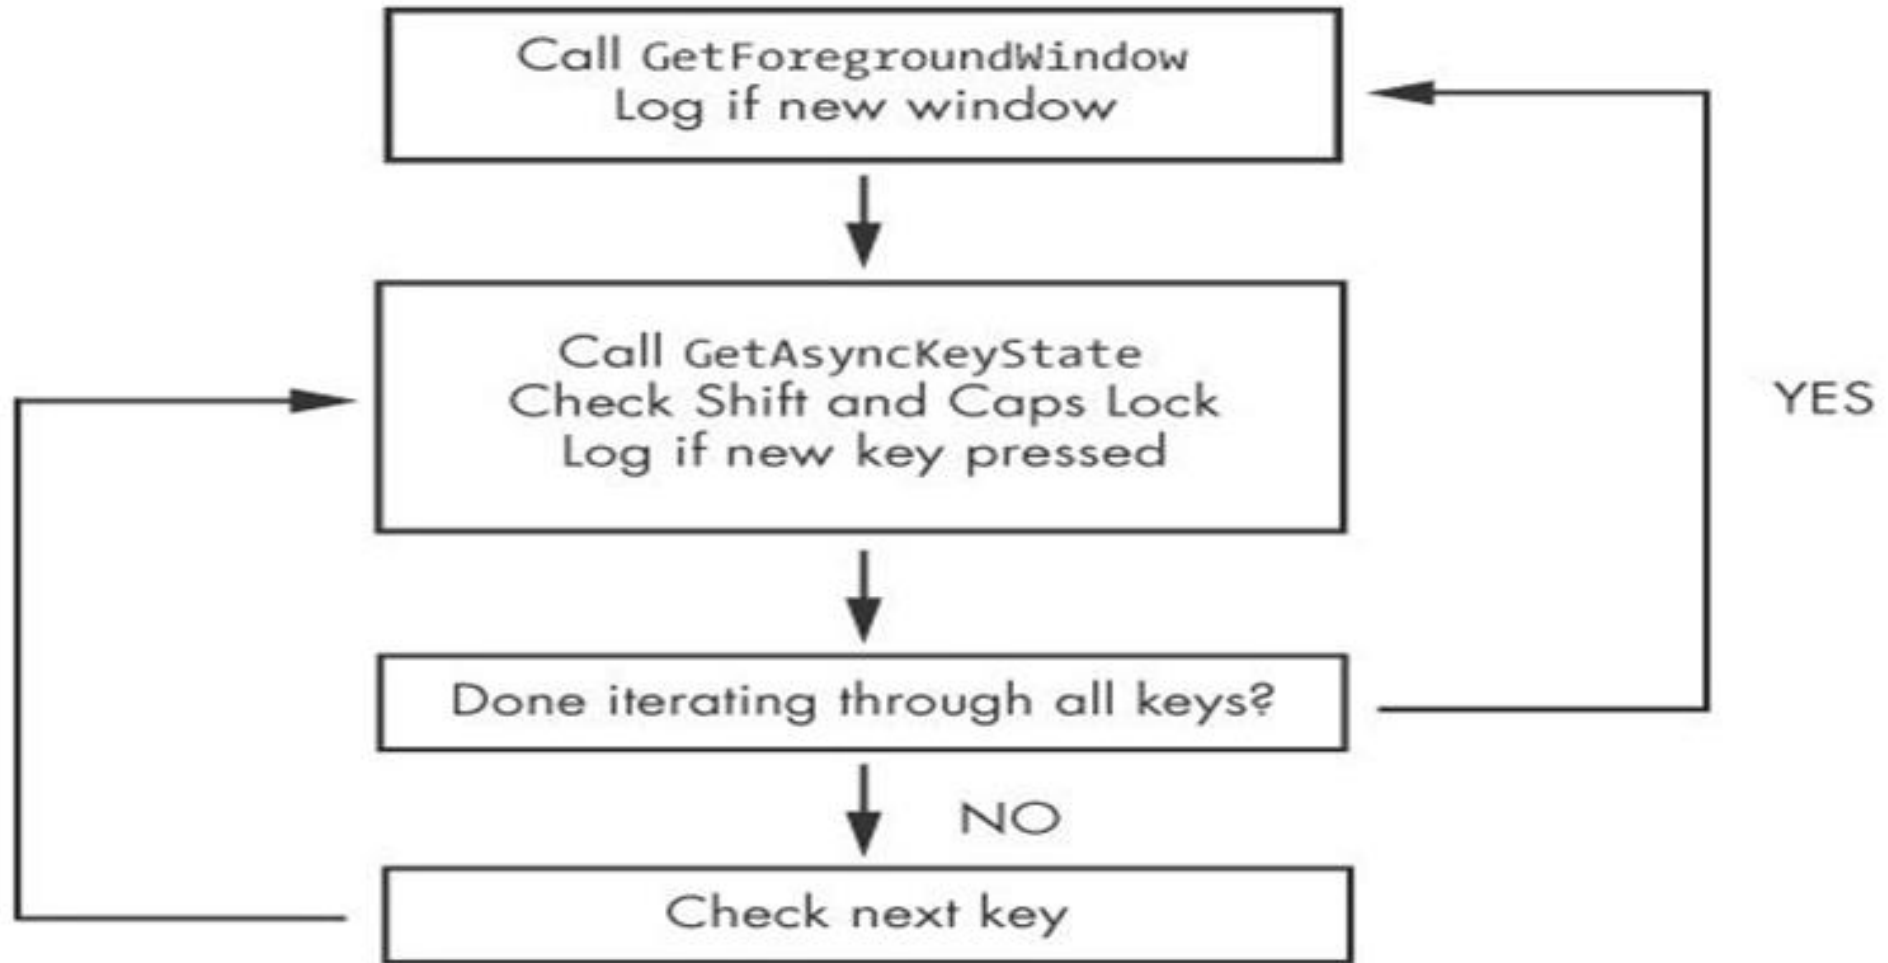 Call GetForegroundWindow
Log if new window
Call GetAsyncKeyState
Check Shift and Caps Lock
Log if new key pressed
YES
Done iterating through all keys?
NO
Check next key